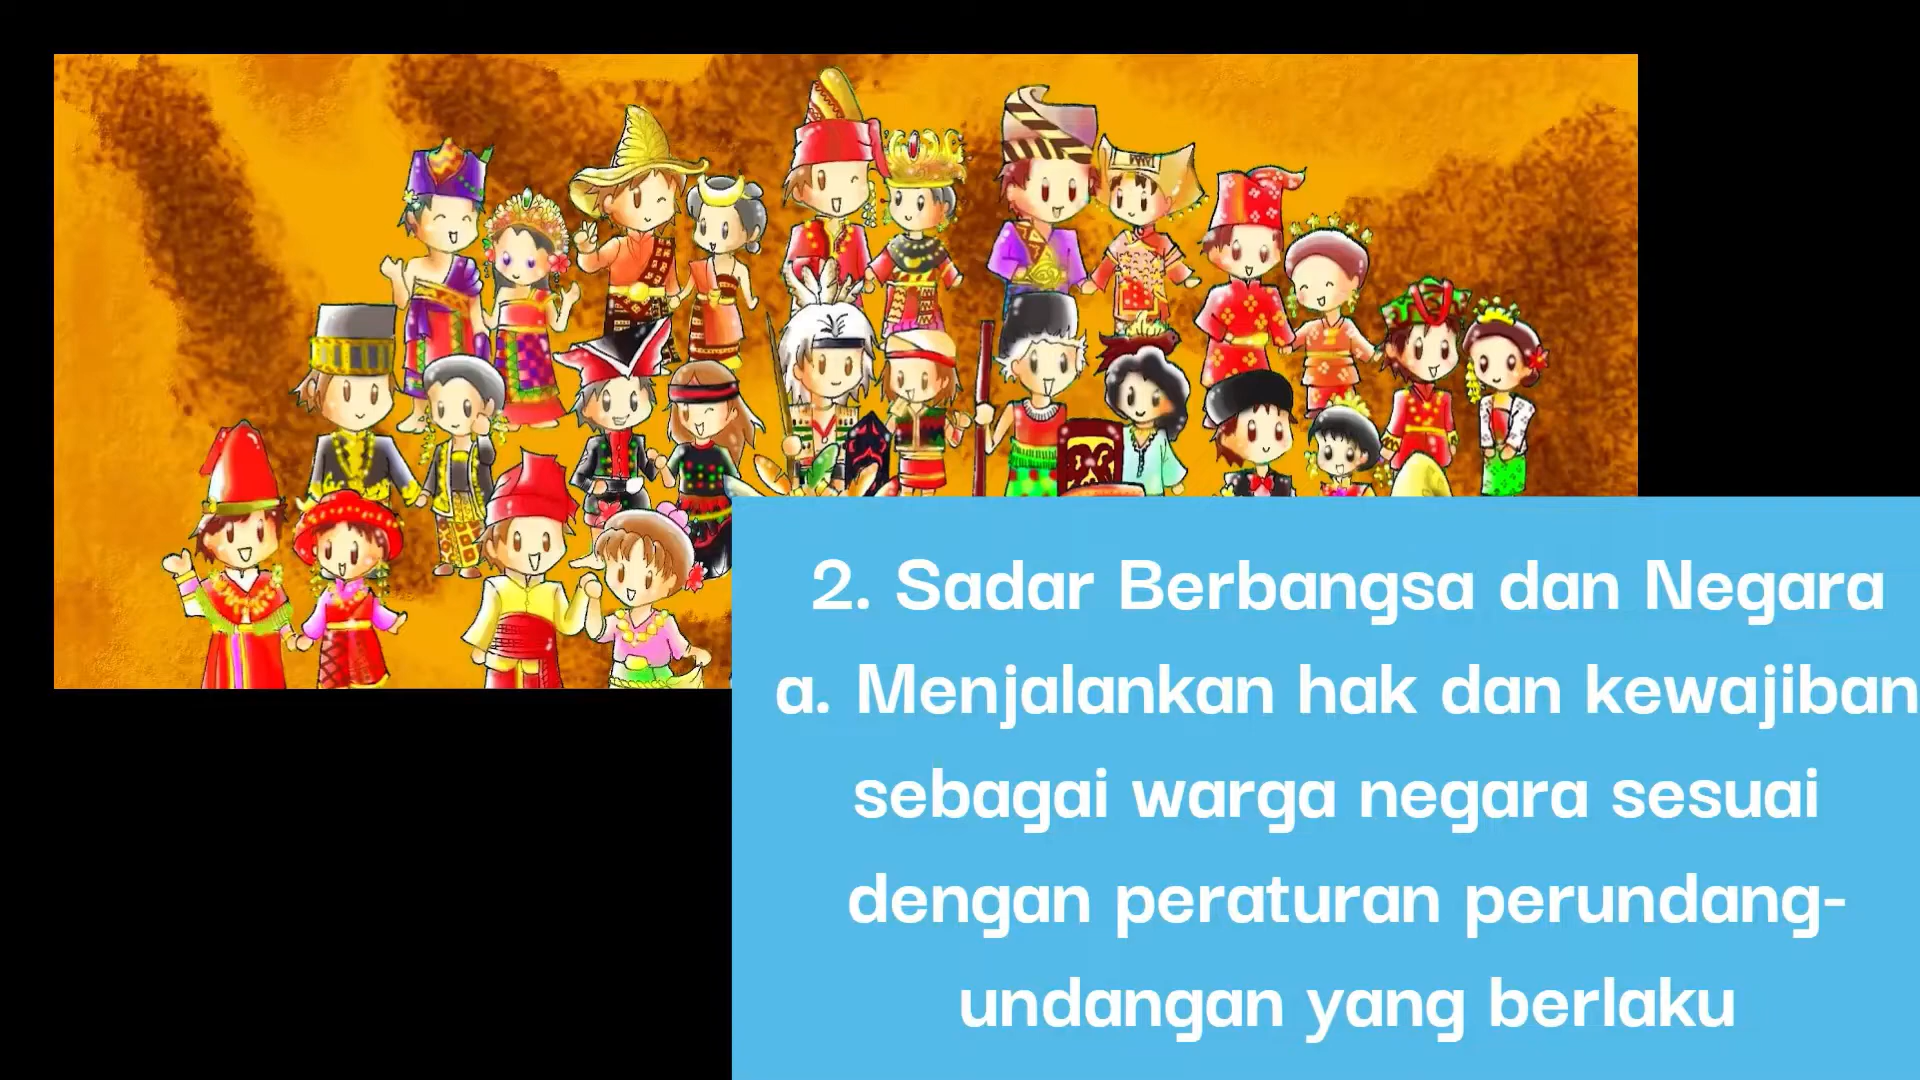 2. Sadar Berbangsa dan Negara
a. Menjalankan hak dan kewajiban
sebagai warga negara sesuai
dengan peraturan perundang-
undangan yang berlaku